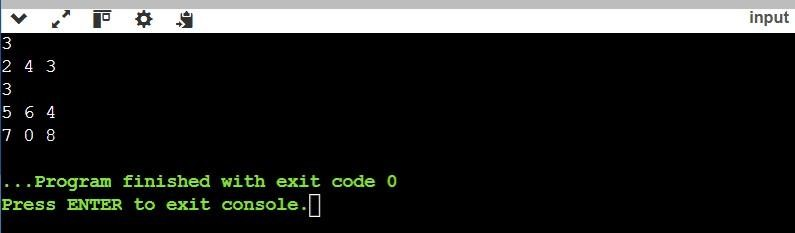 input
3
2 4 3
3
5 6 4
7 0 8
...Program finished with exit code 0
Press ENTER to exit console.